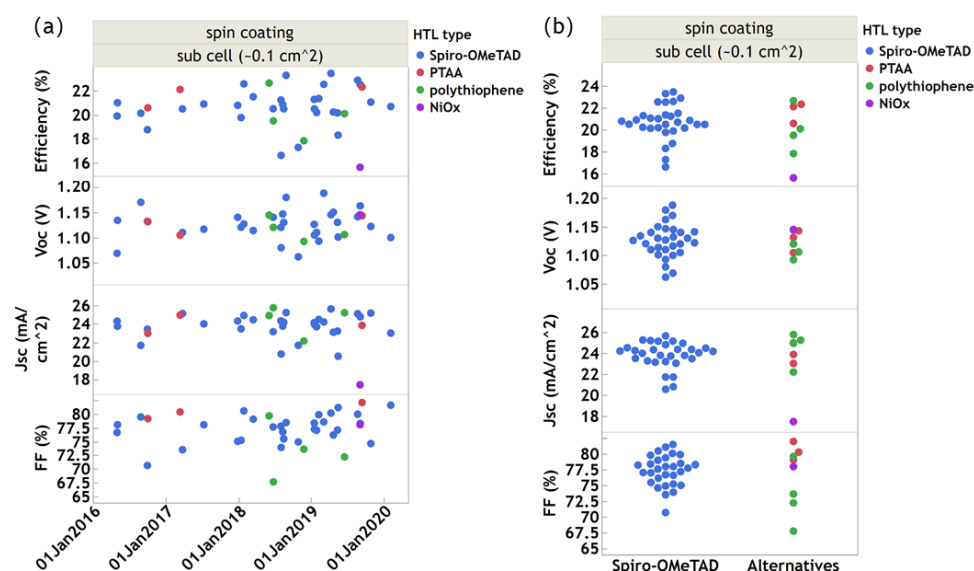 (a)
spin coating
sub cell (~0.1 cm^2)
HTL type
Spiro-OMeTAD
PTAA
polythiophene
NiOx
Efficiency (%)
22
20
18
16
Voc (V)
1.20
1.15
1.10
1.05
Jsc (mA/
cm^2)
26
24
22
20
18
FF (%)
80
77.5
72.5
70
67.5
65
01Jan2016
01Jan2017
01Jan2018
01Jan2019
01Jan2020
(b)
spin coating
sub cell (~0.1 cm^2)
HTL type
Spiro-OMeTAD
PTAA
polythiophene
NiOx
Efficiency (%)
24
22
20
18
16
Voc (V)
1.20
1.15
1.10
1.05
Jsc (mA/cm^2)
26
24
22
20
18
FF (%)
80
77.5
72.5
70
67.5
65
Spiro-OMeTAD
Alternatives